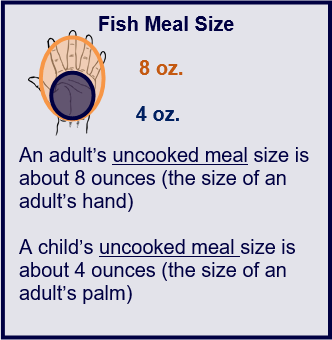 Fish Meal Size
8 oz.
4 oz.
An adult’s uncooked meal size is
about 8 ounces (the size of an
adult’s hand)
A child’s uncooked meal size is
about 4 ounces (the size of an
adult’s palm)